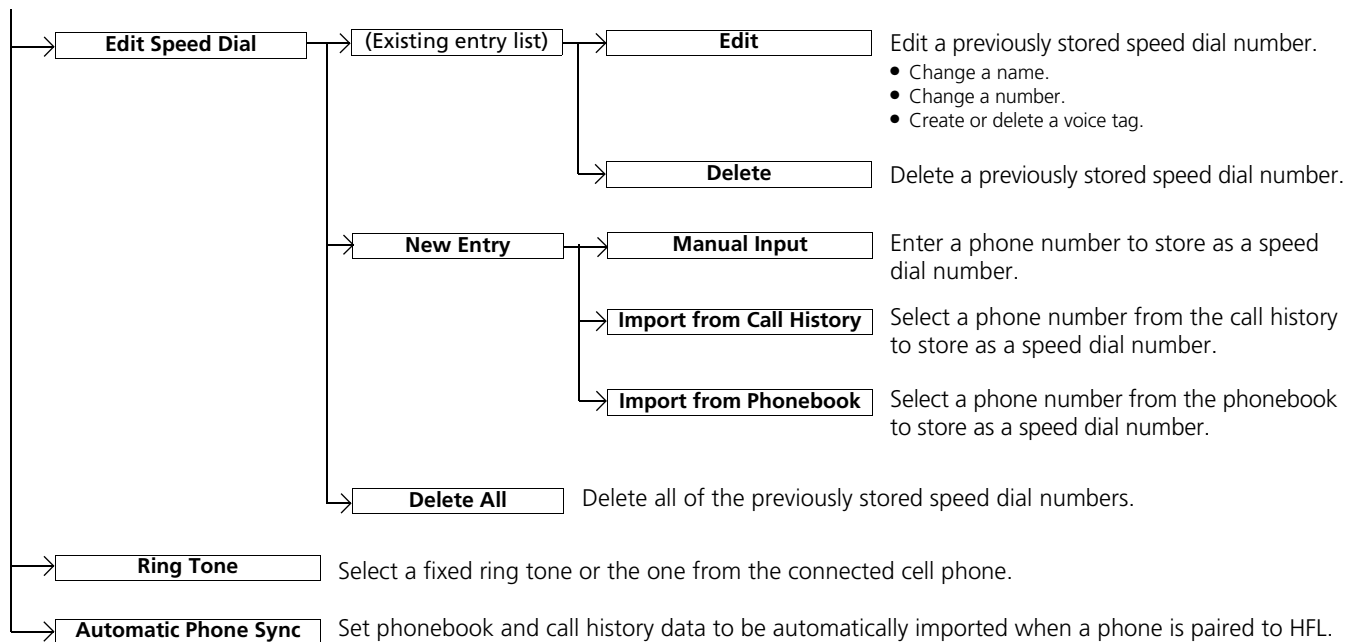 Edit Speed Dial
(Existing entry list)
Edit
Edit a previously stored speed dial number.
• Change a name.
• Change a number.
• Create or delete a voice tag.
Delete
Delete a previously stored speed dial number.
New Entry
Manual Input
Enter a phone number to store as a speed
dial number.
Import from Call History
Select a phone number from the call history
to store as a speed dial number.
Import from Phonebook
Select a phone number from the phonebook
to store as a speed dial number.
Delete All
Delete all of the previously stored speed dial numbers.
Ring Tone
Select a fixed ring tone or the one from the connected cell phone.
Automatic Phone Sync
Set phonebook and call history data to be automatically imported when a phone is paired to HFL.